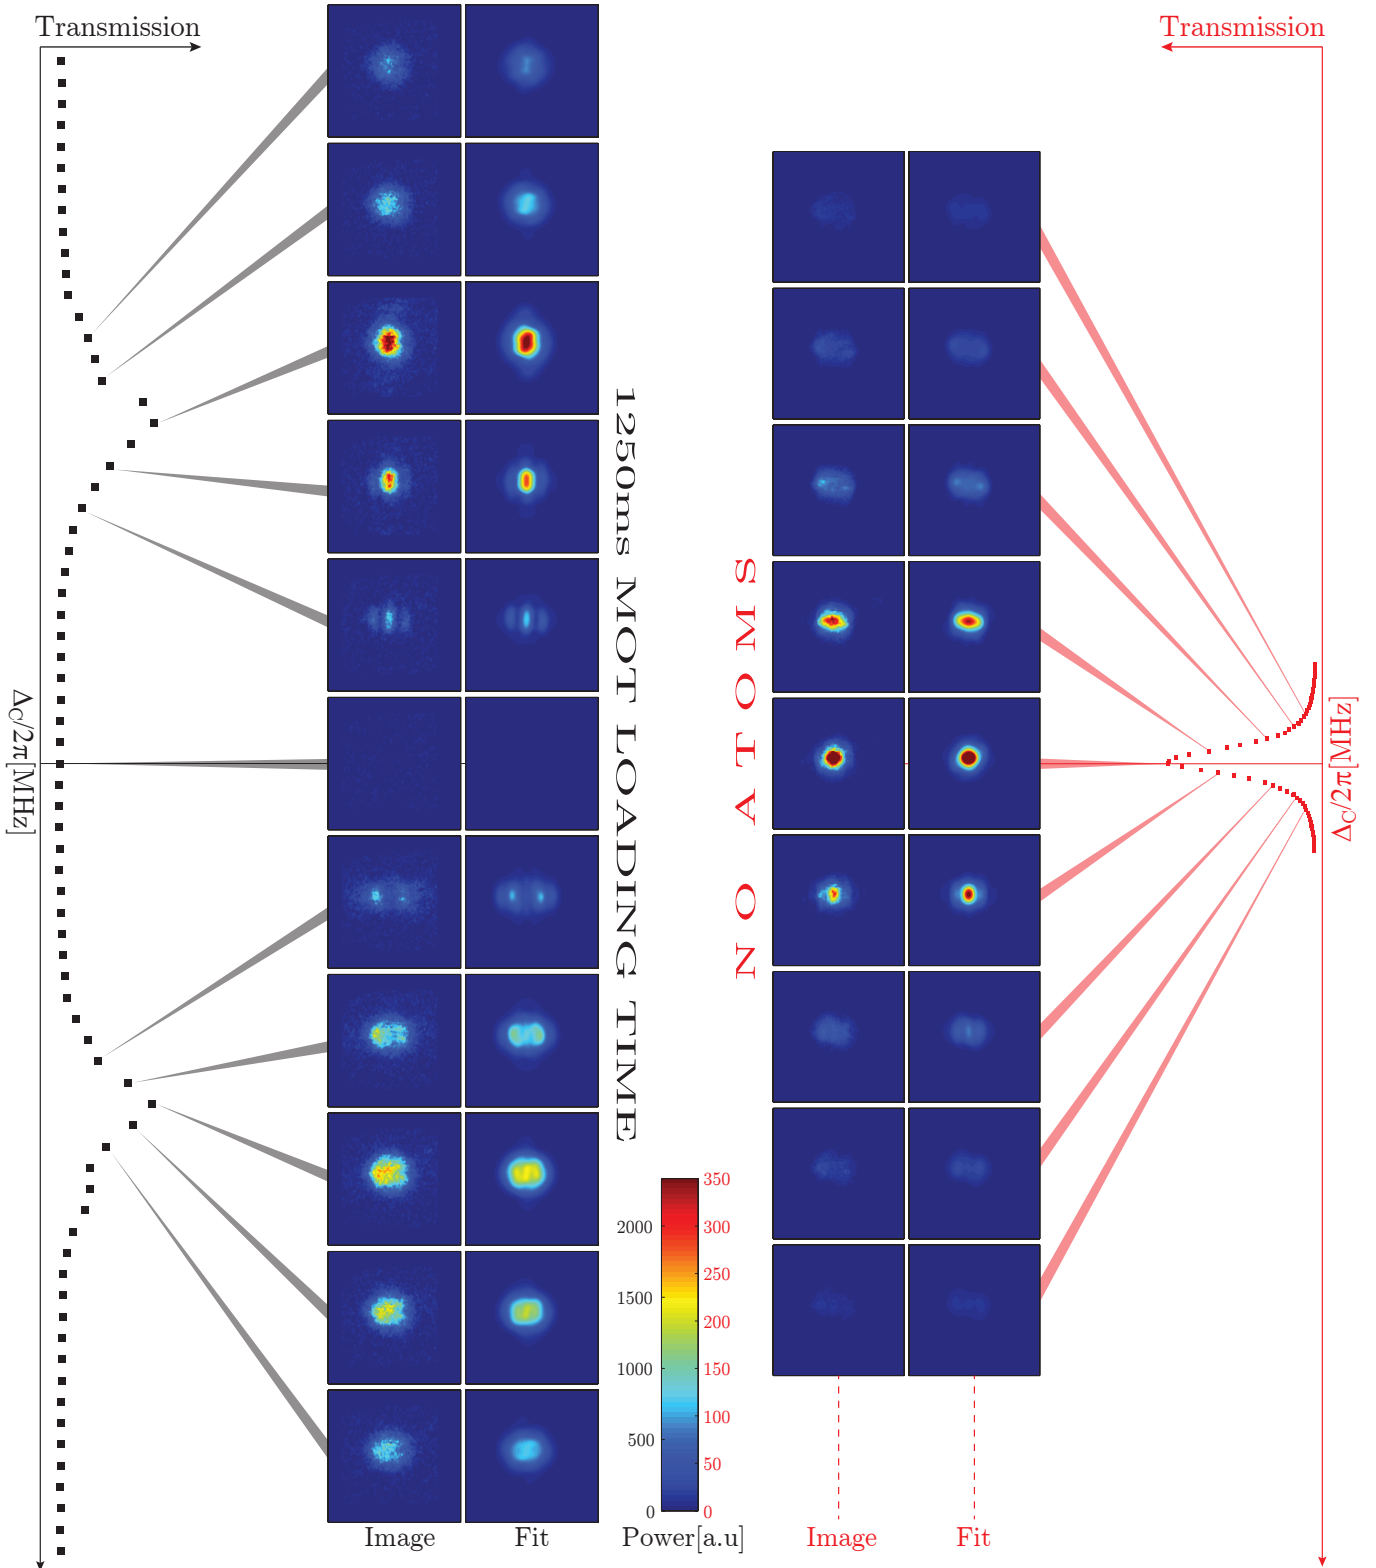 Transmission
Transmission
1250ms MOT LOADING TIME
NO ATOMS
Δ_C/2π[MHz]
Δ_C/2π[MHz]
350
2000 300
250
1500
200
1000 150
100
500
50
0 0
Image Fit Power[a.u] Image Fit